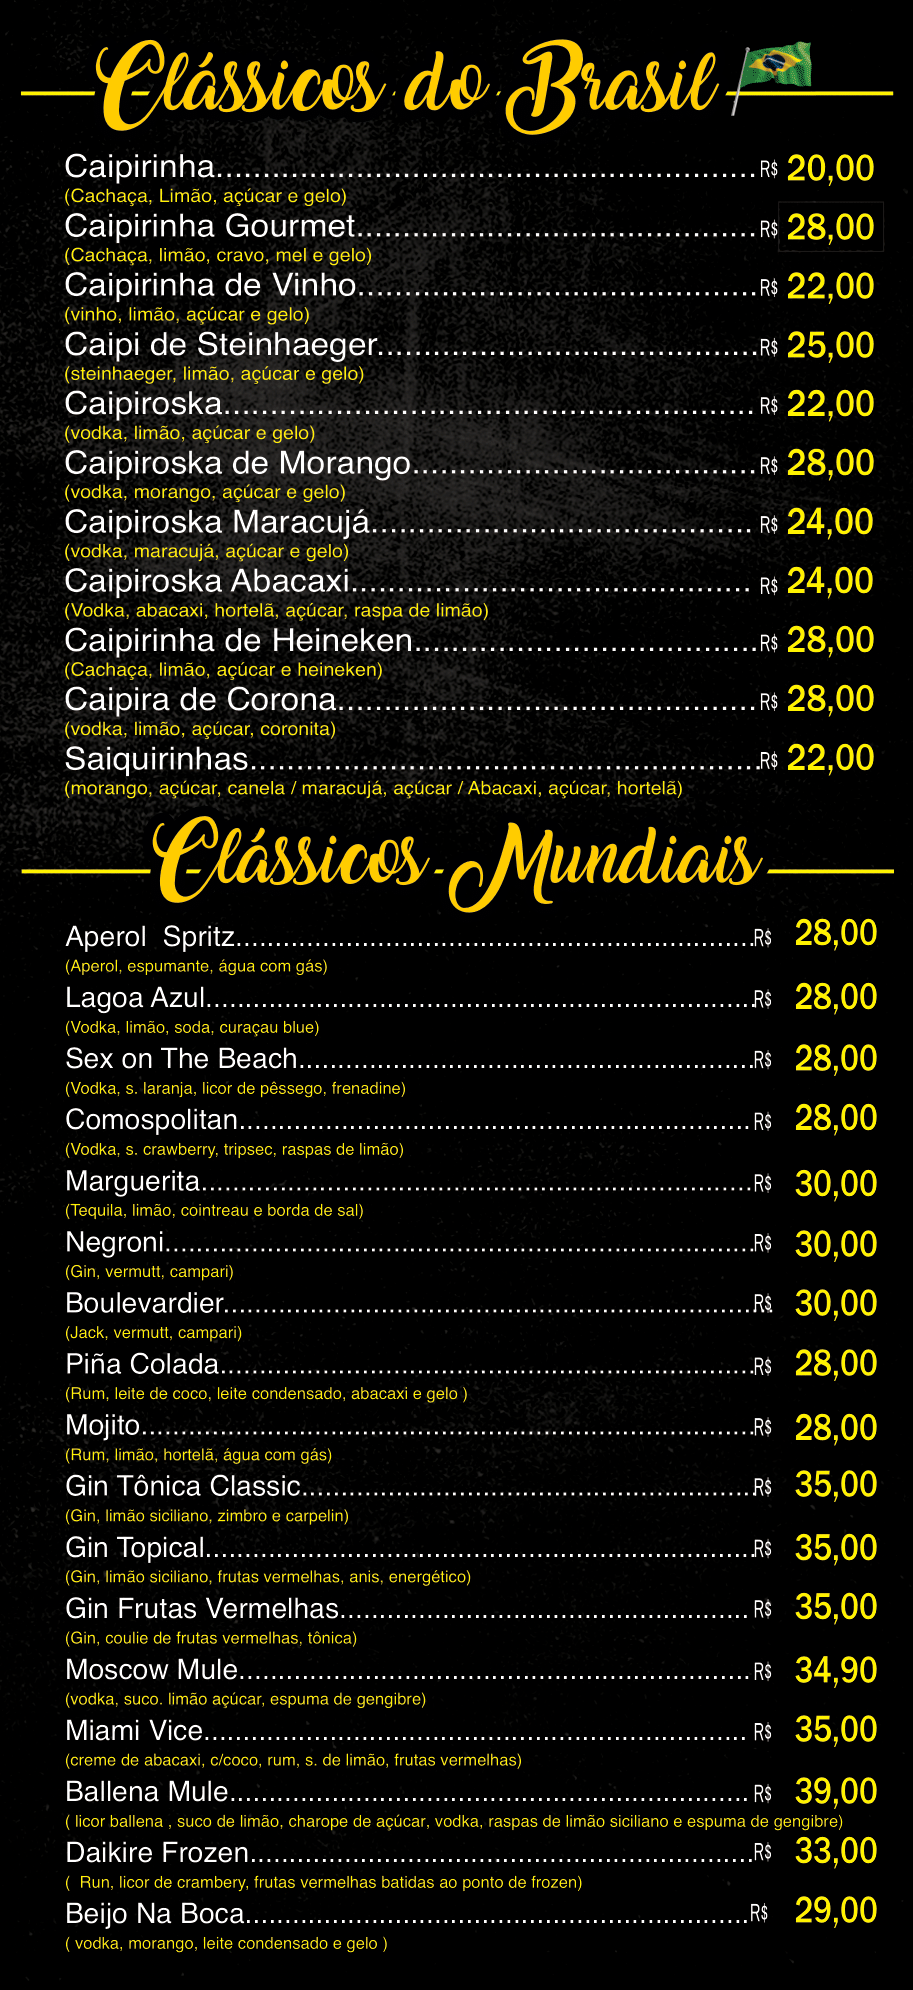 Clássicos do Brasil
Caipirinha R$ 20,00
(Cachaça, Limão, açúcar e gelo)
Caipirinha Gourmet R$ 28,00
(Cachaça, limão, cravo, mel e gelo)
Caipirinha de Vinho R$ 22,00
(vinho, limão, açúcar e gelo)
Caipi de Steinhaeger R$ 25,00
(steinhaeger, limão, açúcar e gelo)
Caipiroska R$ 22,00
(vodka, limão, açúcar e gelo)
Caipiroska de Morango R$ 28,00
(vodka, morango, açúcar e gelo)
Caipiroska Maracujá R$ 24,00
(vodka, maracujá, açúcar e gelo)
Caipiroska Abacaxi R$ 24,00
(Vodka, abacaxi, hortelã, açúcar, raspa de limão)
Caipirinha de Heineken R$ 28,00
(Cachaça, limão, açúcar e heineken)
Caipira de Corona R$ 28,00
(vodka, limão, açúcar, coronita)
Saiquirinhas R$ 22,00
(morango, açúcar, canela / maracujá, açúcar / Abacaxi, açúcar, hortelã)
Clássicos Mundiais
Aperol Spritz R$ 28,00
(Aperol, espumante, água com gás)
Lagoa Azul R$ 28,00
(Vodka, limão, soda, curaçau blue)
Sex on The Beach R$ 28,00
(Vodka, s. laranja, licor de pêssego, frenadine)
Comospolitan R$ 28,00
(Vodka, s. crawberry, tripsec, raspas de limão)
Marguerita R$ 30,00
(Tequila, limão, cointreau e borda de sal)
Negroni R$ 30,00
(Gin, vermutt, campari)
Boulevardier R$ 30,00
(Jack, vermutt, campari)
Piña Colada R$ 28,00
(Rum, leite de coco, leite condensado, abacaxi e gelo )
Mojito R$ 28,00
(Rum, limão, hortelã, água com gás)
Gin Tônica Classic R$ 35,00
(Gin, limão siciliano, zimbro e carpelin)
Gin Topical R$ 35,00
(Gin, limão siciliano, frutas vermelhas, anis, energético)
Gin Frutas Vermelhas R$ 35,00
(Gin, coulie de frutas vermelhas, tônica)
Moscow Mule R$ 34,90
(vodka, suco. limão açúcar, espuma de gengibre)
Miami Vice R$ 35,00
(creme de abacaxi, c/coco, rum, s. de limão, frutas vermelhas)
Ballena Mule R$ 39,00
( licor ballena , suco de limão, charope de açúcar, vodka, raspas de limão siciliano e espuma de gengibre)
Daikire Frozen R$ 33,00
( Run, licor de crambery, frutas vermelhas batidas ao ponto de frozen)
Beijo Na Boca R$ 29,00
( vodka, morango, leite condensado e gelo )